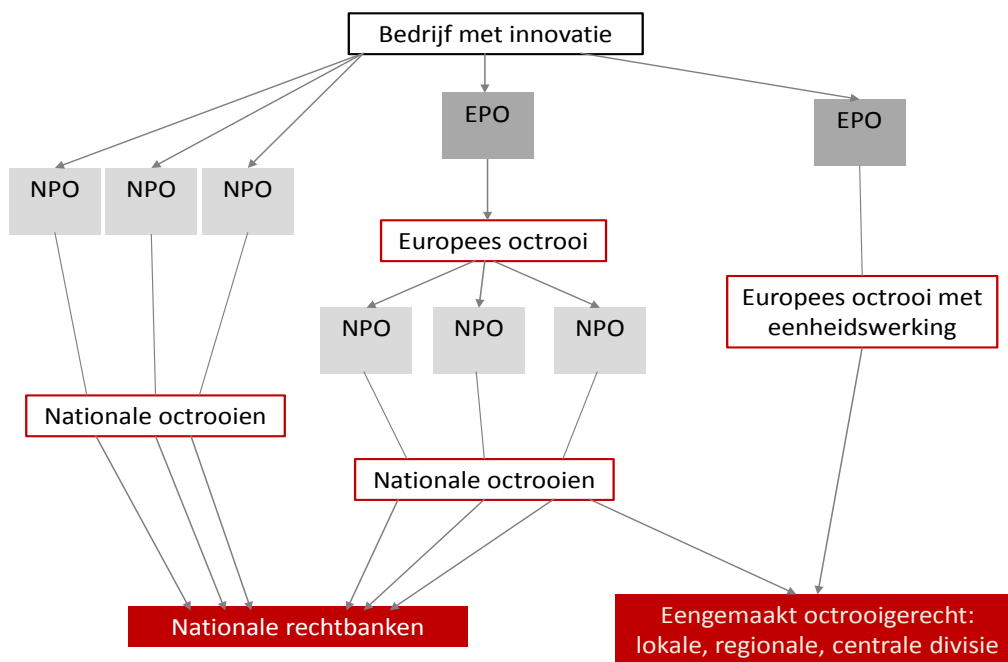 Bedrijf met innovatie
EPO
EPO
NPO
NPO
NPO
Europees octrooi
Europees octrooi met
eenheidswerking
NPO
NPO
NPO
Nationale octrooien
Nationale octrooien
Nationale rechtbanken
Eengemaakt octrooigerecht:
lokale, regionale, centrale divisie